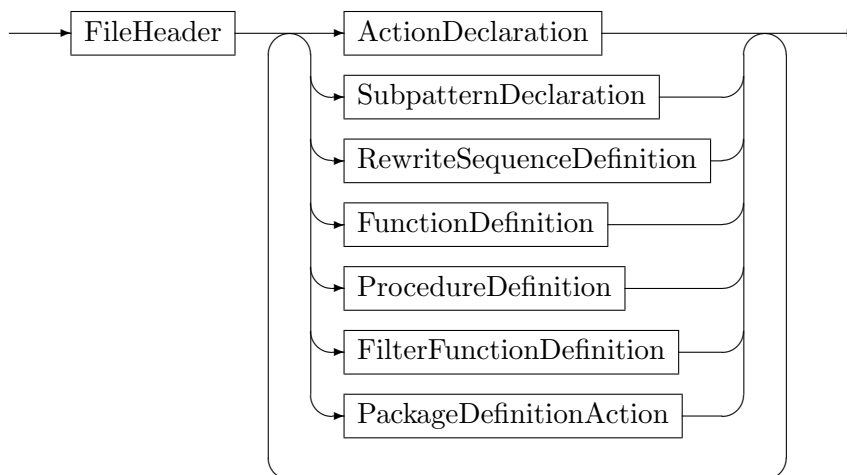 FileHeader
ActionDeclaration
SubpatternDeclaration
RewriteSequenceDefinition
FunctionDefinition
ProcedureDefinition
FilterFunctionDefinition
PackageDefinitionAction